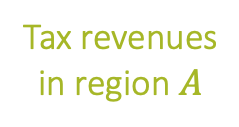 Tax revenues
in region A